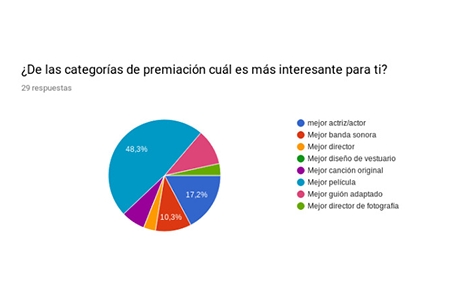 ¿De las categorías de premiación cuál es más interesante para ti?
29 respuestas
48,3%
17,2%
10,3%
mejor actriz/actor
Mejor banda sonora
Mejor director
Mejor diseño de vestuario
Mejor canción original
Mejor película
Mejor guión adaptado
Mejor director de fotografía